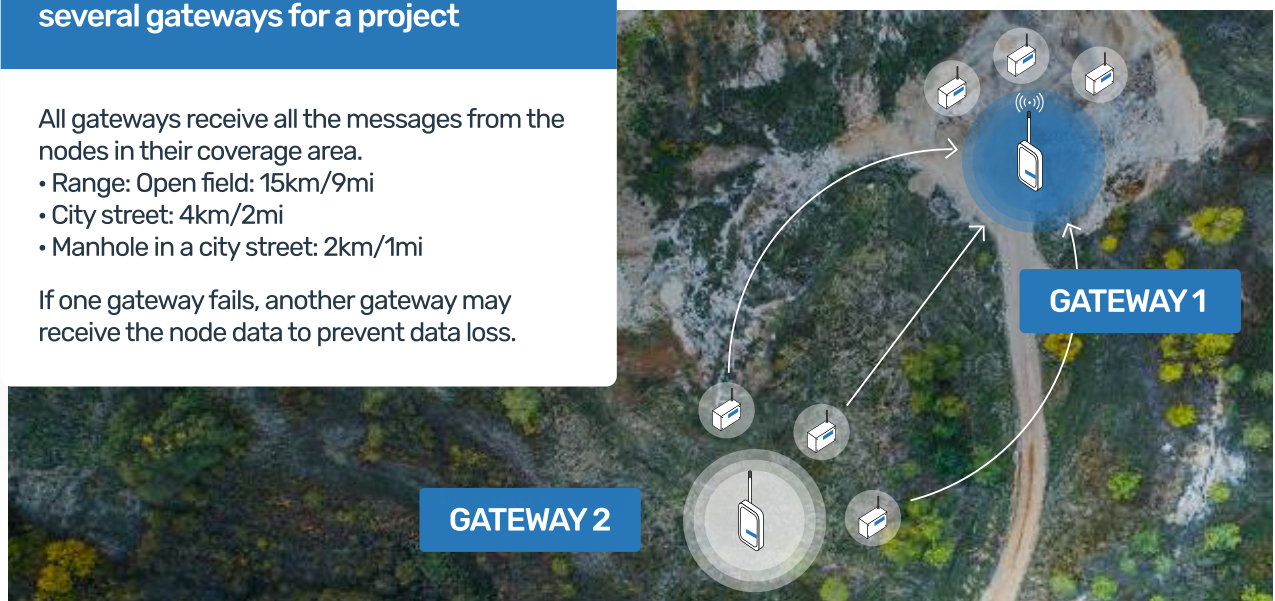 several gateways for a project
All gateways receive all the messages from the
nodes in their coverage area.
• Range: Open field: 15km/9mi
• City street: 4km/2mi
• Manhole in a city street: 2km/1mi
If one gateway fails, another gateway may
receive the node data to prevent data loss.
GATEWAY 1
GATEWAY 2